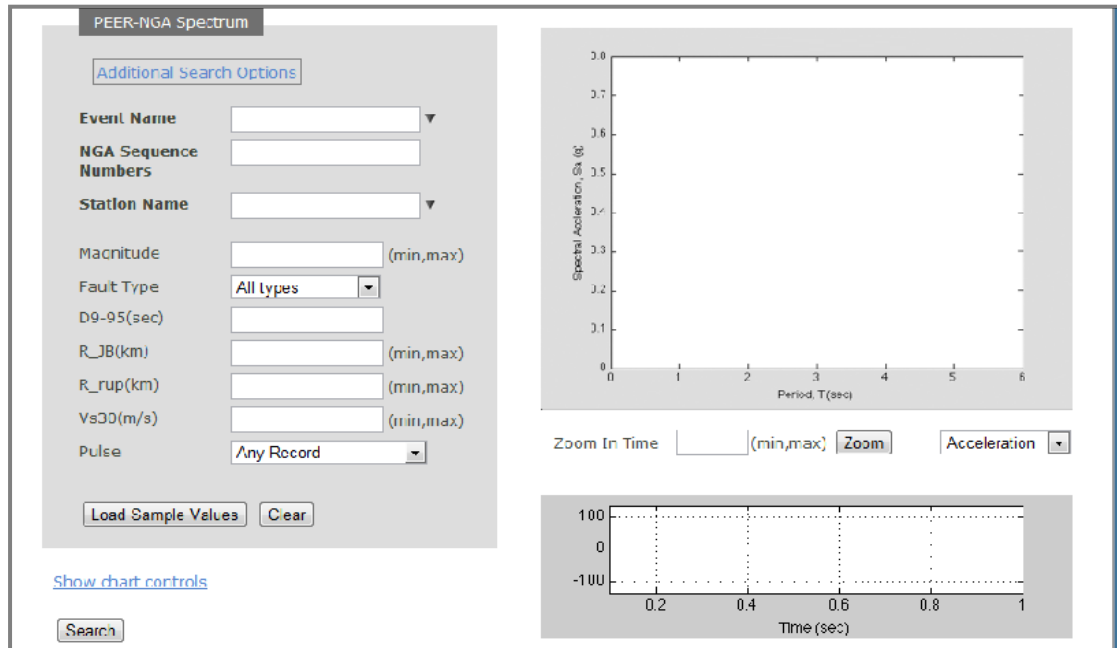 PEER-NGA Spectrum
Additional Search Options
Event Name
NGA Sequence
Numbers
Station Name
Magnitude (min,max)
Fault Type All types
D9-95(sec)
R_JB(km) (min,max)
R_rup(km) (min,max)
Vs30(m/s) (min,max)
Pulse Any Record
Load Sample Values Clear
Show chart controls
Search
Spectral Accleration, Sa (g)
0.0
0.7
0.6
0.5
0.4
0.3
0.2
0.1
0
0 1 2 3 4 5 6
Period, T(sec)
Zoom In Time (min,max) Zoom Acceleration
100
0
-100
0.2 0.4 0.6 0.8 1
Time (sec)